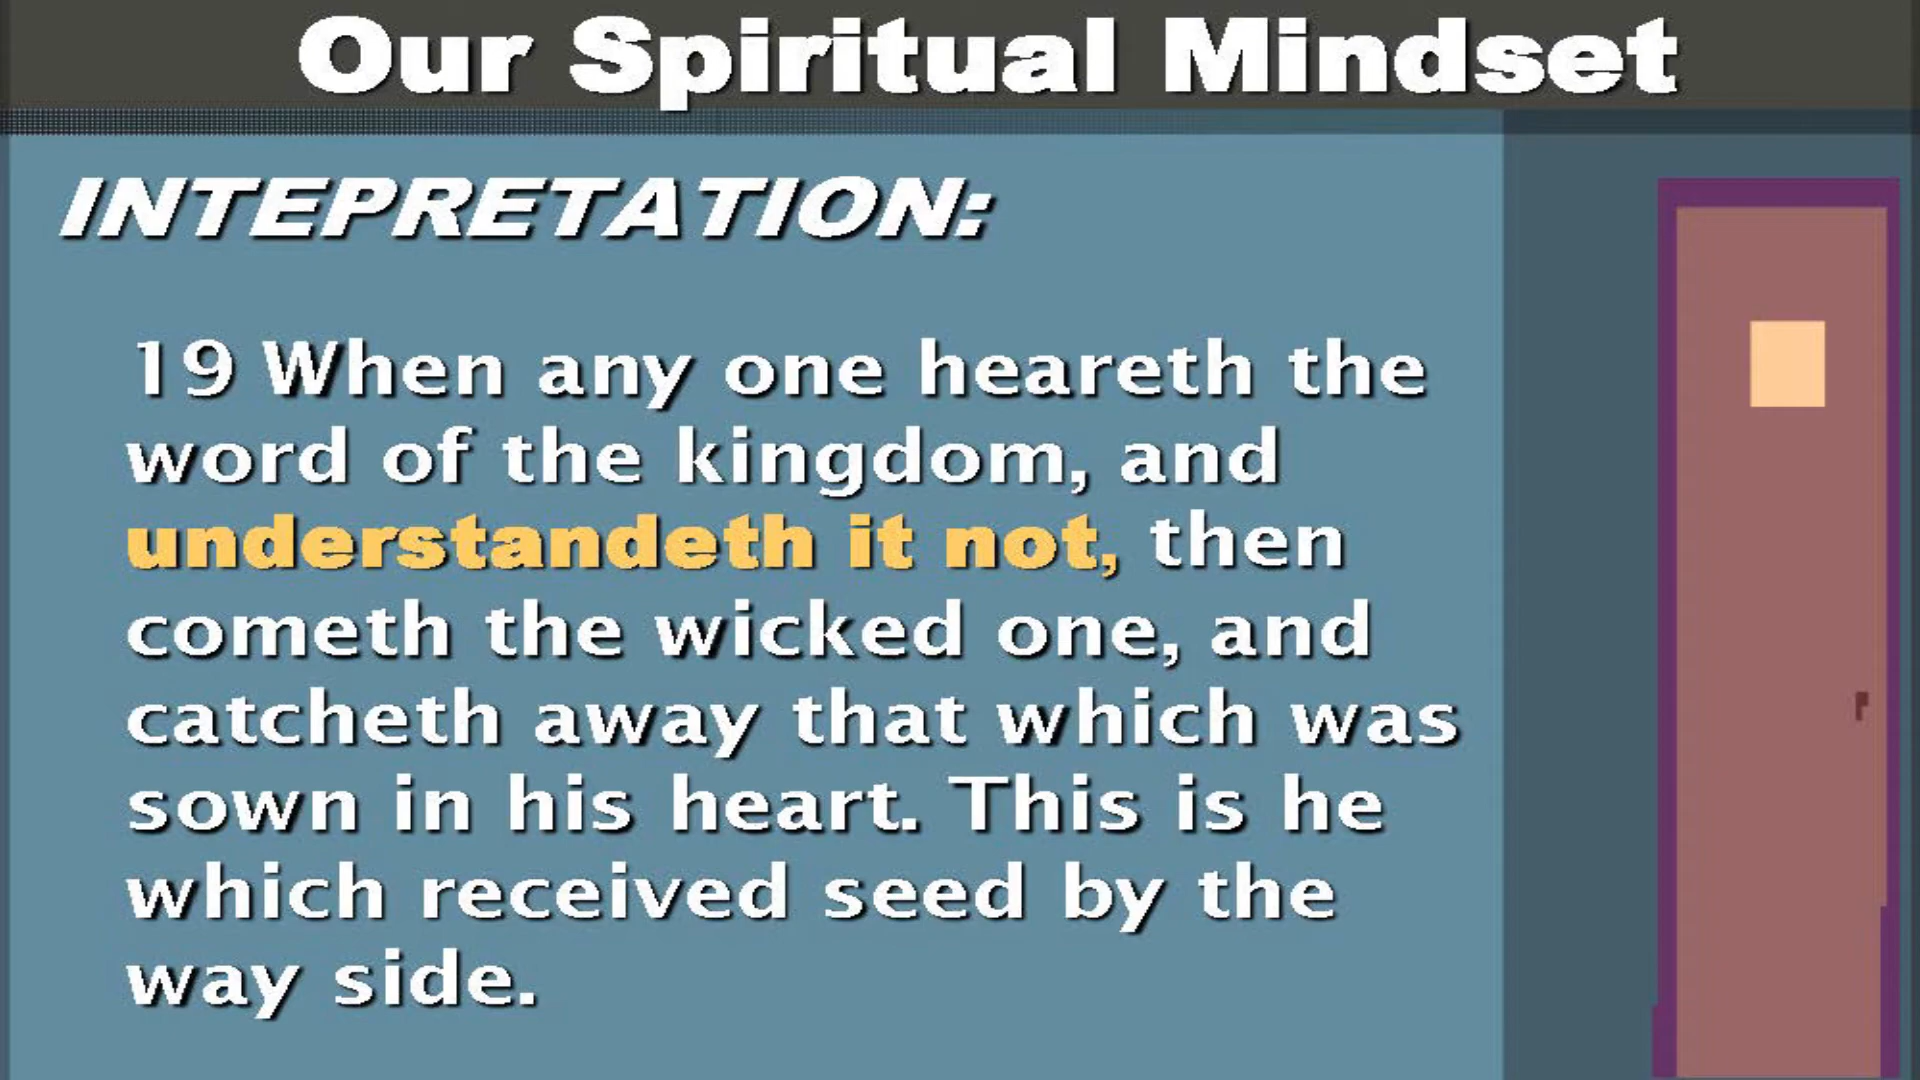 Our Spiritual Mindset
INTEPRETATION:
19 When any one heareth the
word of the kingdom, and
understandeth it not, then
cometh the wicked one, and
catcheth away that which was
sown in his heart. This is he
which received seed by the
way side.